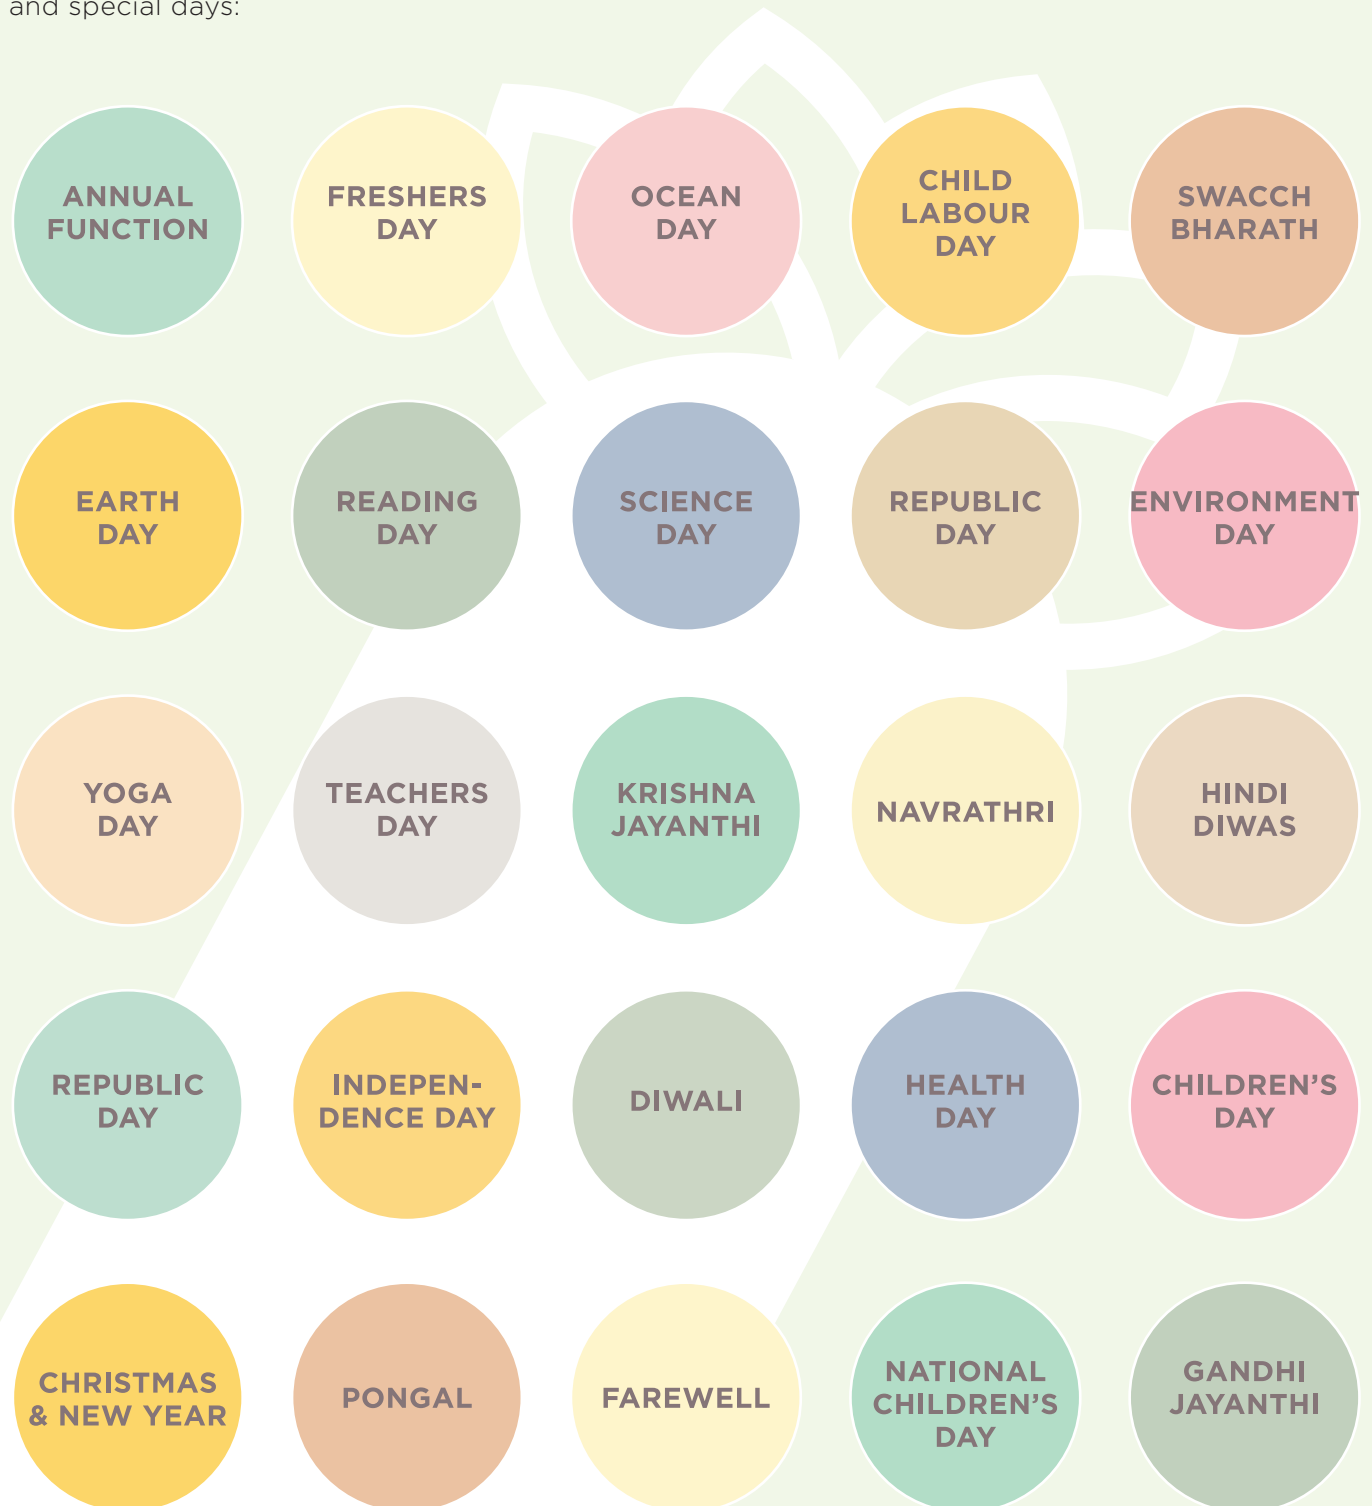 and special days:
ANNUAL
FUNCTION
FRESHERS
DAY
OCEAN
DAY
CHILD
LABOUR
DAY
SWACCH
BHARATH
EARTH
DAY
READING
DAY
SCIENCE
DAY
REPUBLIC
DAY
ENVIRONMENT
DAY
YOGA
DAY
TEACHERS
DAY
KRISHNA
JAYANTHI
NAVRATHRI
HINDI
DIWAS
REPUBLIC
DAY
INDEPEN-
DENCE DAY
DIWALI
HEALTH
DAY
CHILDREN'S
DAY
CHRISTMAS
& NEW YEAR
PONGAL
FAREWELL
NATIONAL
CHILDREN'S
DAY
GANDHI
JAYANTHI